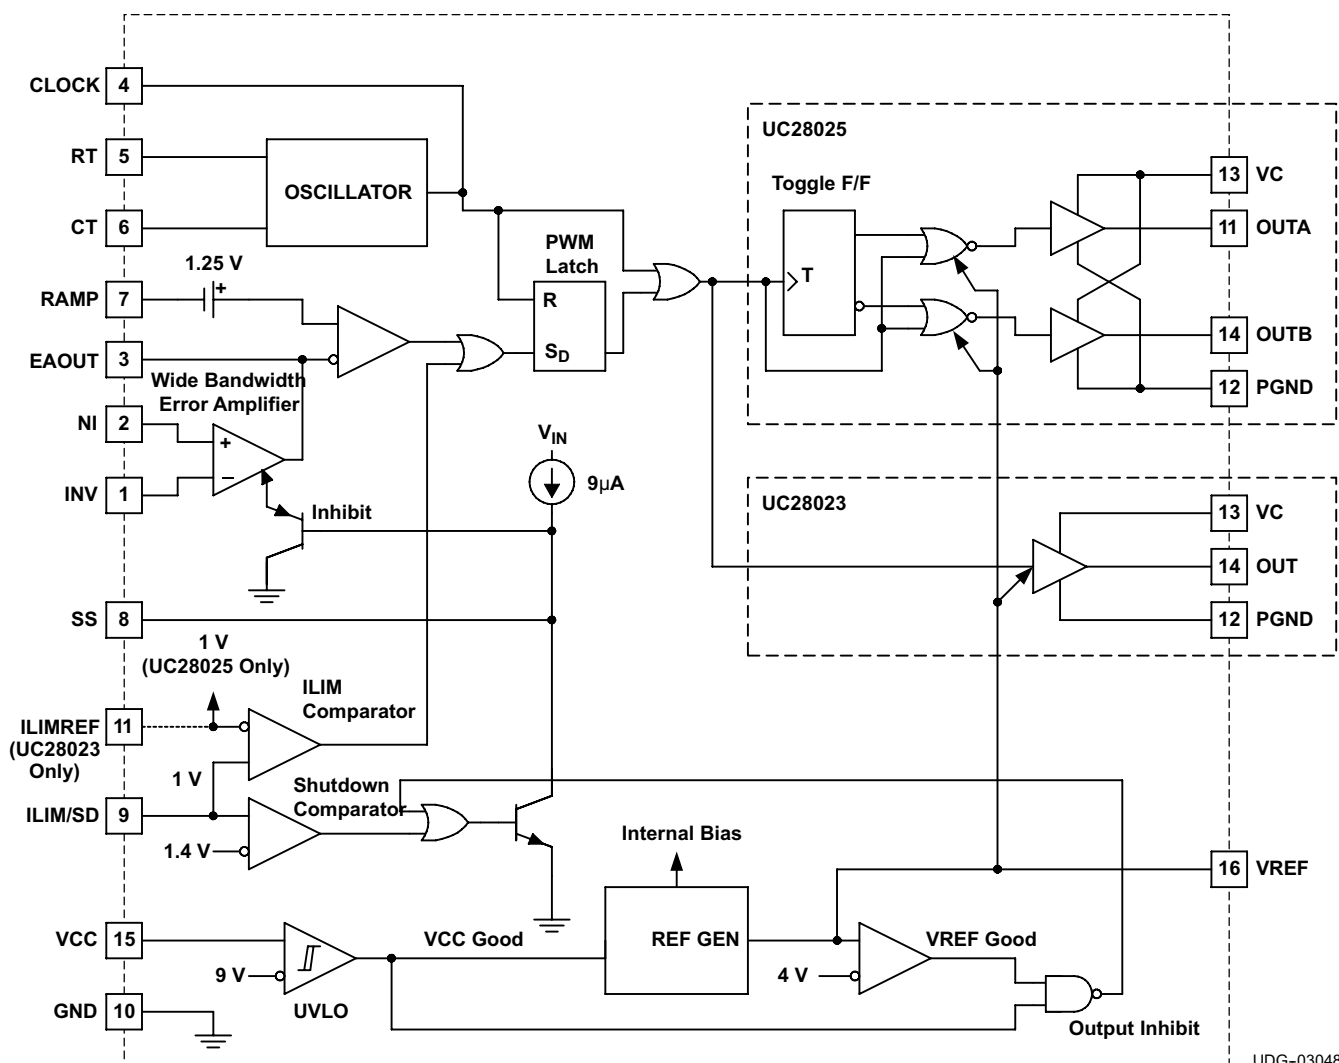 CLOCK 4
RT 5
CT 6
OSCILLATOR
1.25 V
+
RAMP 7
EAOUT 3
Wide Bandwidth
Error Amplifier
NI 2
+
INV 1
−
Inhibit
PWM
Latch
R
SD
VIN
9µA
SS 8
1 V
(UC28025 Only)
ILIMREF 11
(UC28023
Only)
ILIM
Comparator
1 V
ILIM/SD 9
Shutdown
Comparator
1.4 V
Internal Bias
VCC 15
9 V
UVLO
VCC Good
REF GEN
4 V
VREF Good
Output Inhibit
GND 10
UC28025
Toggle F/F
T
13 VC
11 OUTA
14 OUTB
12 PGND
UC28023
13 VC
14 OUT
12 PGND
16 VREF
UDG−03048